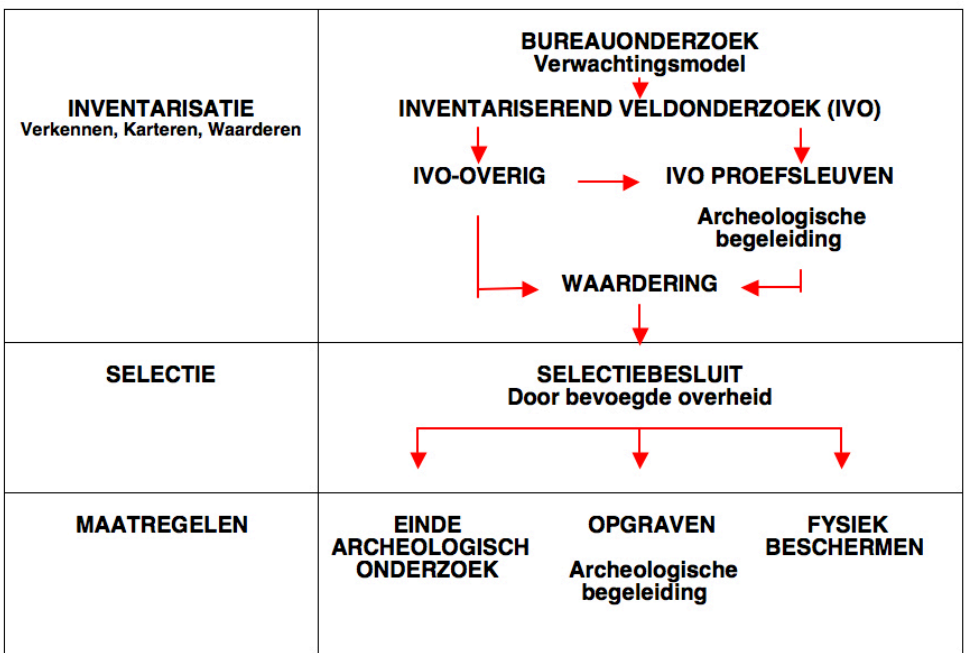 INVENTARISATIE
Verkennen, Karteren, Waarderen
BUREAUONDERZOEK
Verwachtingsmodel
INVENTARISEREND VELDONDERZOEK (IVO)
IVO-OVERIG
IVO PROEFSLEUVEN
Archeologische
begeleiding
WAARDERING
SELECTIE
SELECTIEBESLUIT
Door bevoegde overheid
MAATREGELEN
EINDE
ARCHEOLOGISCH
ONDERZOEK
OPGRAVEN
Archeologische
begeleiding
FYSIEK
BESCHERMEN